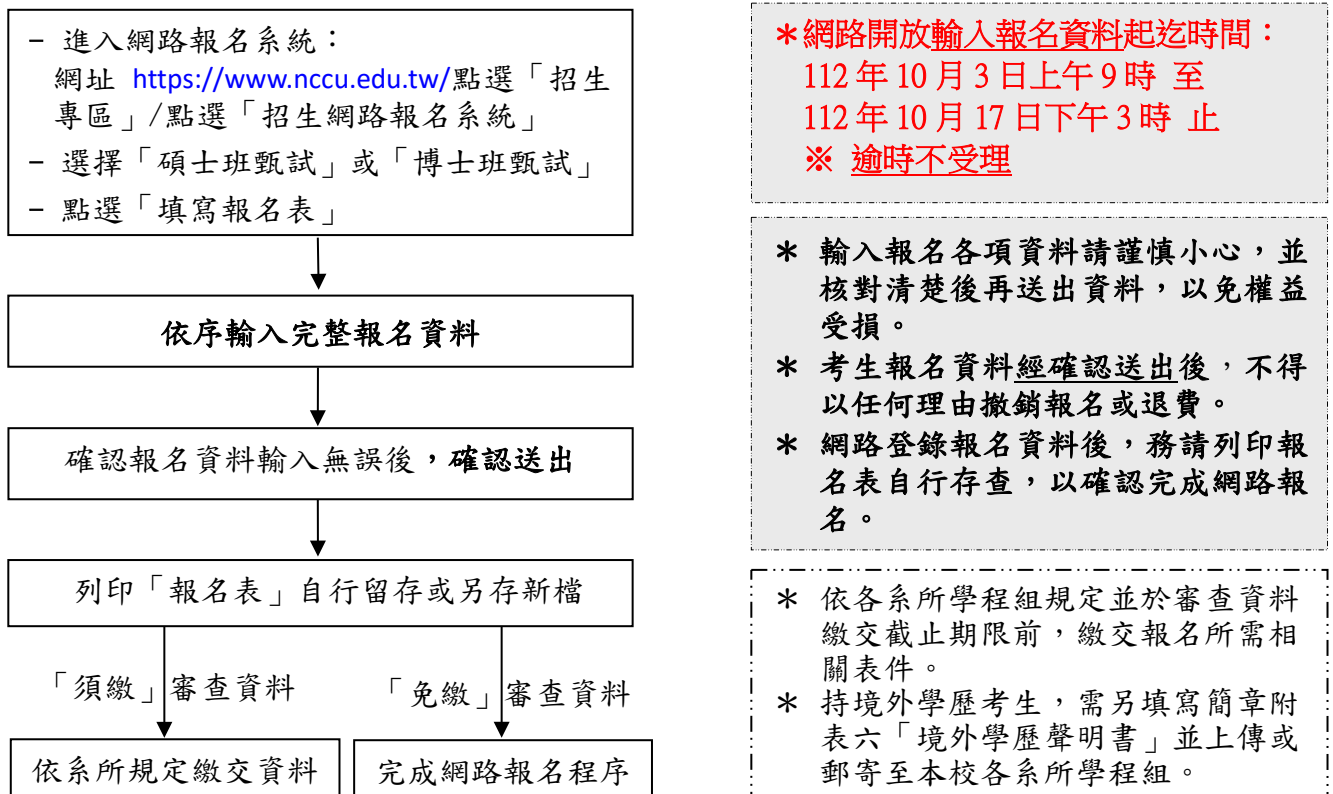 - 進入網路報名系統：
網址 https://www.nccu.edu.tw/點選「招生
專區」/點選「招生網路報名系統」
- 選擇「碩士班甄試」或「博士班甄試」
- 點選「填寫報名表」
依序輸入完整報名資料
確認報名資料輸入無誤後，確認送出
列印「報名表」自行留存或另存新檔
「須繳」審查資料
「免繳」審查資料
依系所規定繳交資料
完成網路報名程序
＊網路開放輸入報名資料起迄時間：
112 年 10 月 3 日上午 9 時 至
112 年 10 月 17 日下午 3 時 止
※ 逾時不受理
＊ 輸入報名各項資料請謹慎小心，並
核對清楚後再送出資料，以免權益
受損。
＊ 考生報名資料經確認送出後，不得
以任何理由撤銷報名或退費。
＊ 網路登錄報名資料後，務請列印報
名表自行存查，以確認完成網路報
名。
＊ 依各系所學程組規定並於審查資料
繳交截止期限前，繳交報名所需相
關表件。
＊ 持境外學歷考生，需另填寫簡章附
表六「境外學歷聲明書」並上傳或
郵寄至本校各系所學程組。